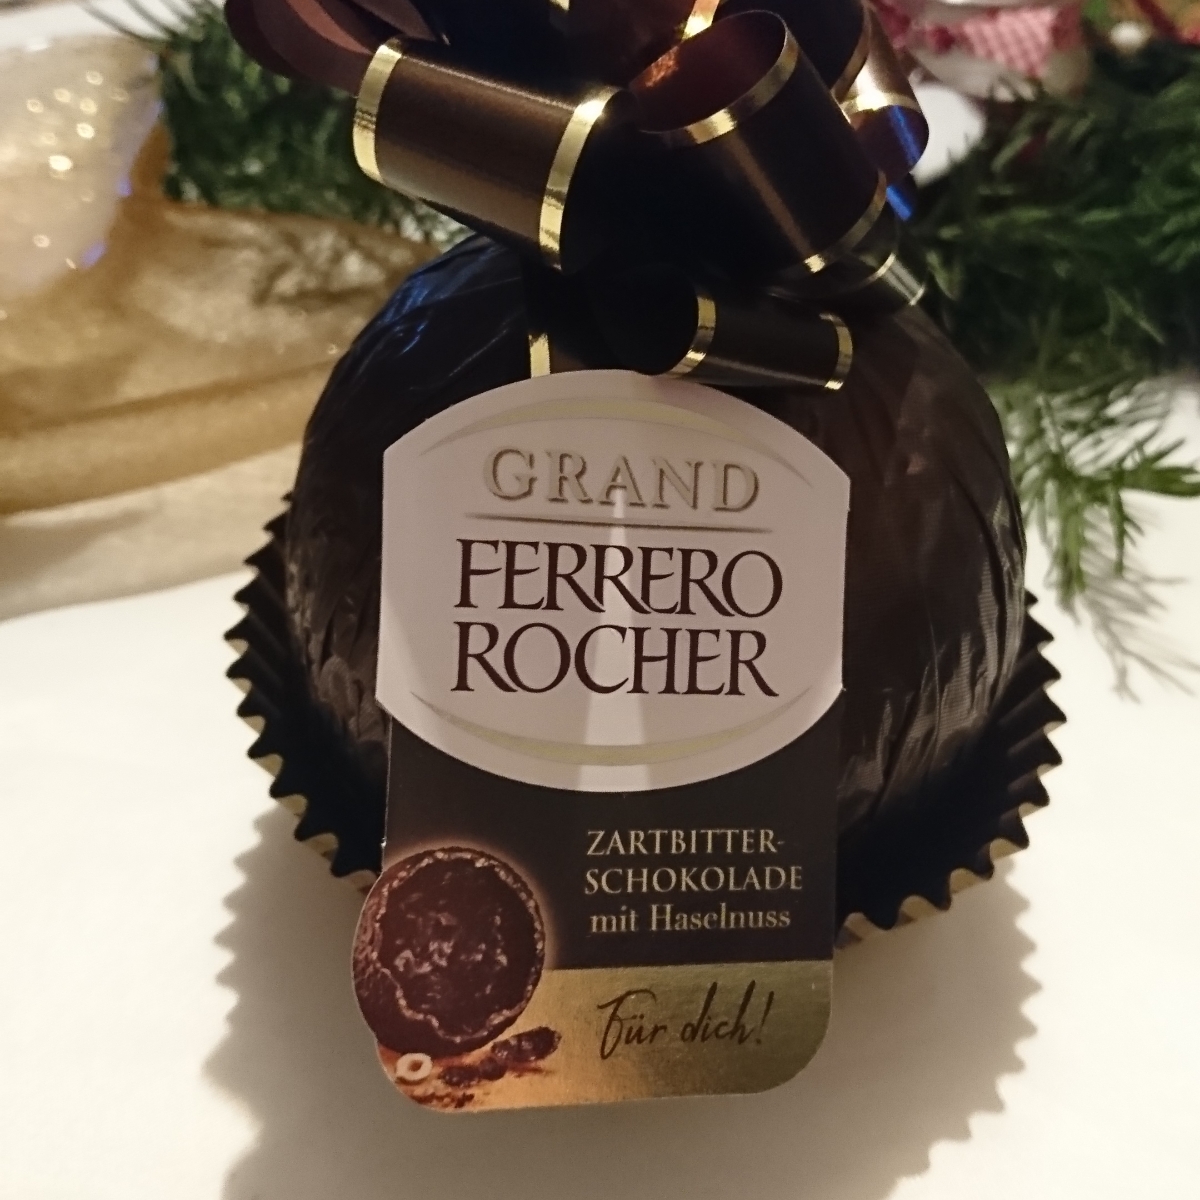 GRAND
FERRERO
ROCHER
ZARTBITTER-
SCHOKOLADE
mit Haselnuss
Für dich!